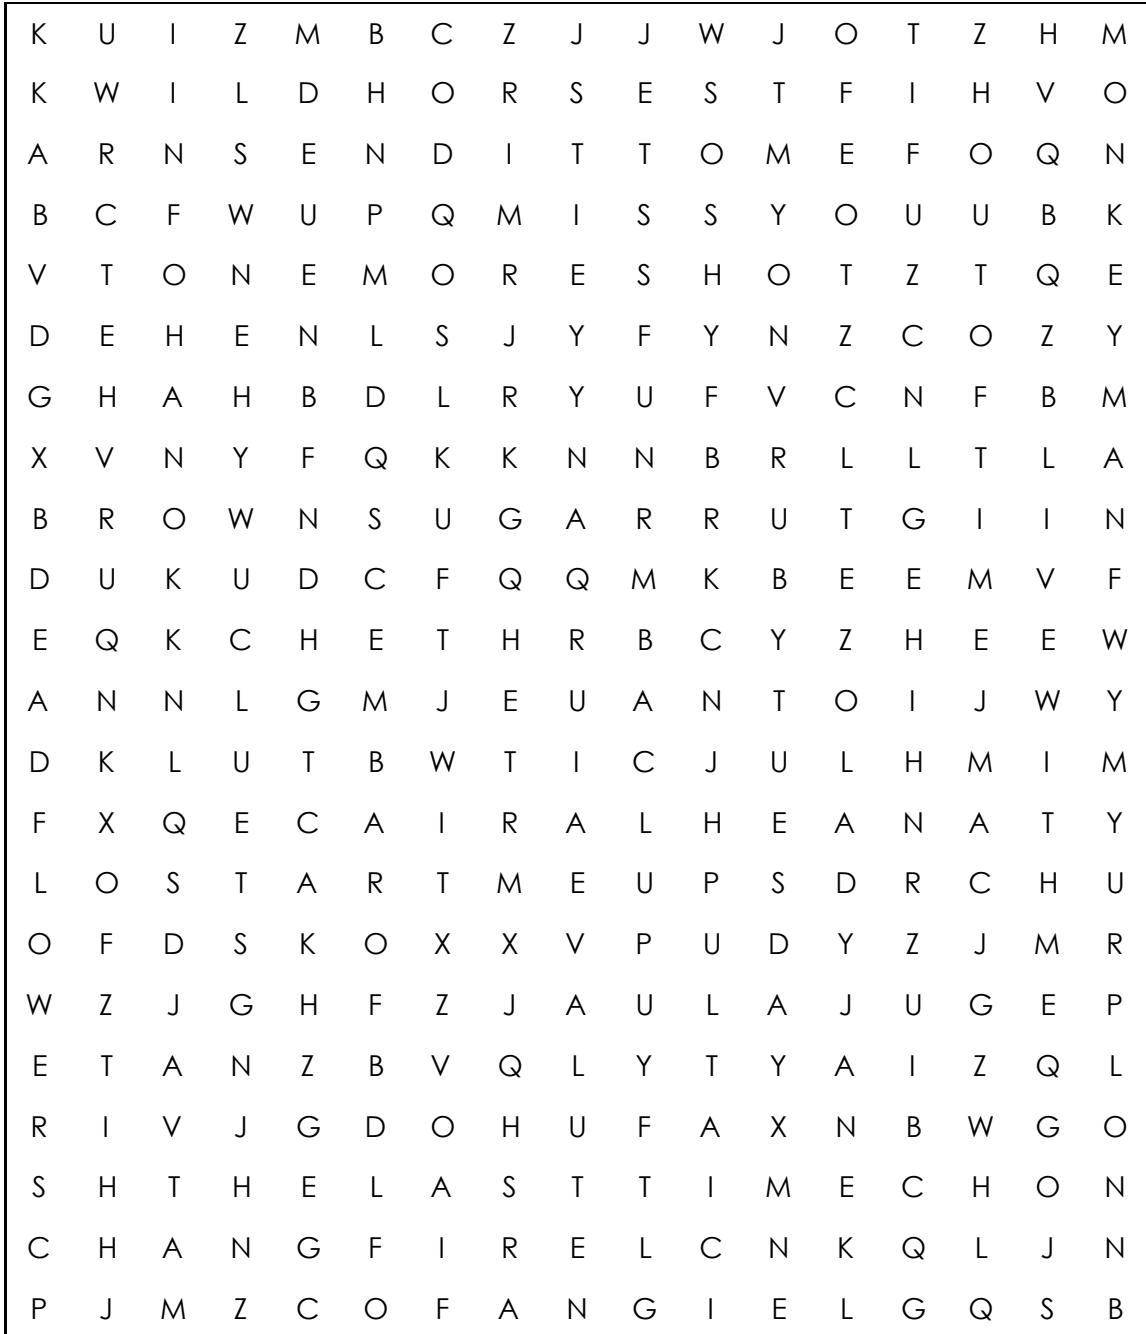 K U I Z M B C Z J J W J O T Z H M
K W I L D H O R S E S T F I H V O
A R N S E N D I T T O M E F O Q N
B C F W U P Q M I S S Y O U U B K
V T O N E M O R E S H O T Z T Q E
D E H E N L S J Y F Y N Z C O Z Y
G H A H B D L R Y U F V C N F B M
X V N Y F Q K K N N B R L L T L A
B R O W N S U G A R R U T G I I N
D U K U D C F Q Q M K B E E M V F
E Q K C H E T H R B C Y Z H E E W
A N N L G M J E U A N T O I J W Y
D K L U T B W T I C J U L H M I M
F X Q E C A I R A L H E A N A T Y
L O S T A R T M E U P S D R C H U
O F D S K O X X V P U D Y Z J M R
W Z J G H F Z J A U L A J U G E P
E T A N Z B V Q L Y T Y A I Z Q L
R I V J G D O H U F A X N B W G O
S H T H E L A S T T I M E C H O N
C H A N G F I R E L C N K Q L J N
P J M Z C O F A N G I E L G Q S B